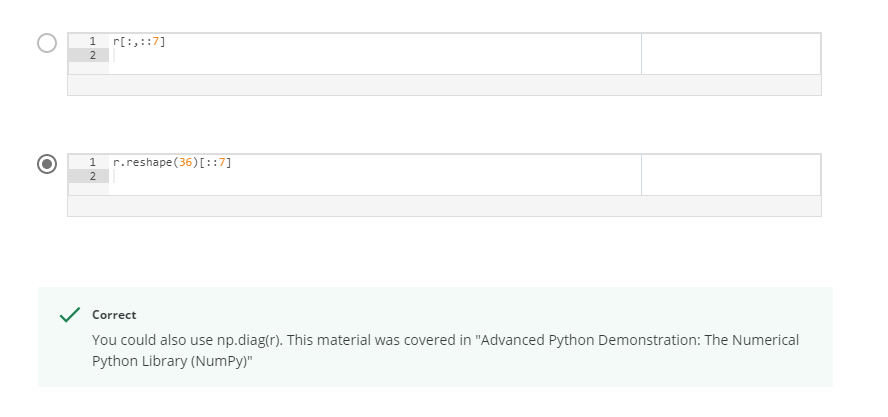 1 r[:,::7]
2
1 r.reshape(36)[::7]
2
Correct
You could also use np.diag(r). This material was covered in "Advanced Python Demonstration: The Numerical
Python Library (NumPy)"